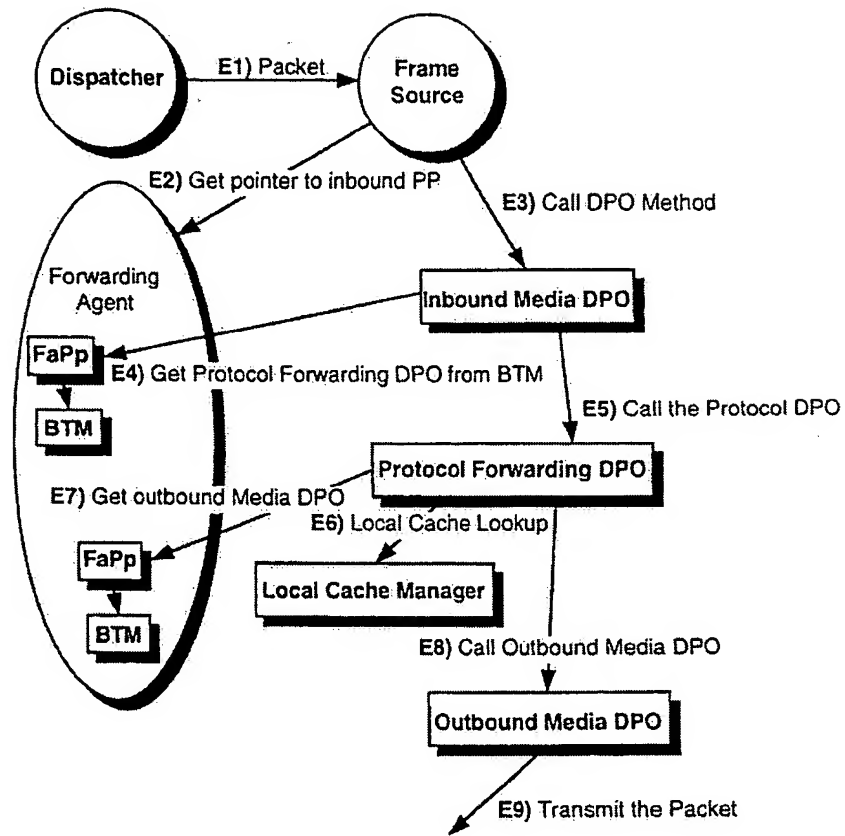 Dispatcher
E1) Packet
Frame
Source
E2) Get pointer to inbound PP
E3) Call DPO Method
Forwarding
Agent
Inbound Media DPO
FaPp
E4) Get Protocol Forwarding DPO from BTM
BTM
E5) Call the Protocol DPO
Protocol Forwarding DPO
E7) Get outbound Media DPO
E6) Local Cache Lookup
FaPp
Local Cache Manager
BTM
E8) Call Outbound Media DPO
Outbound Media DPO
E9) Transmit the Packet